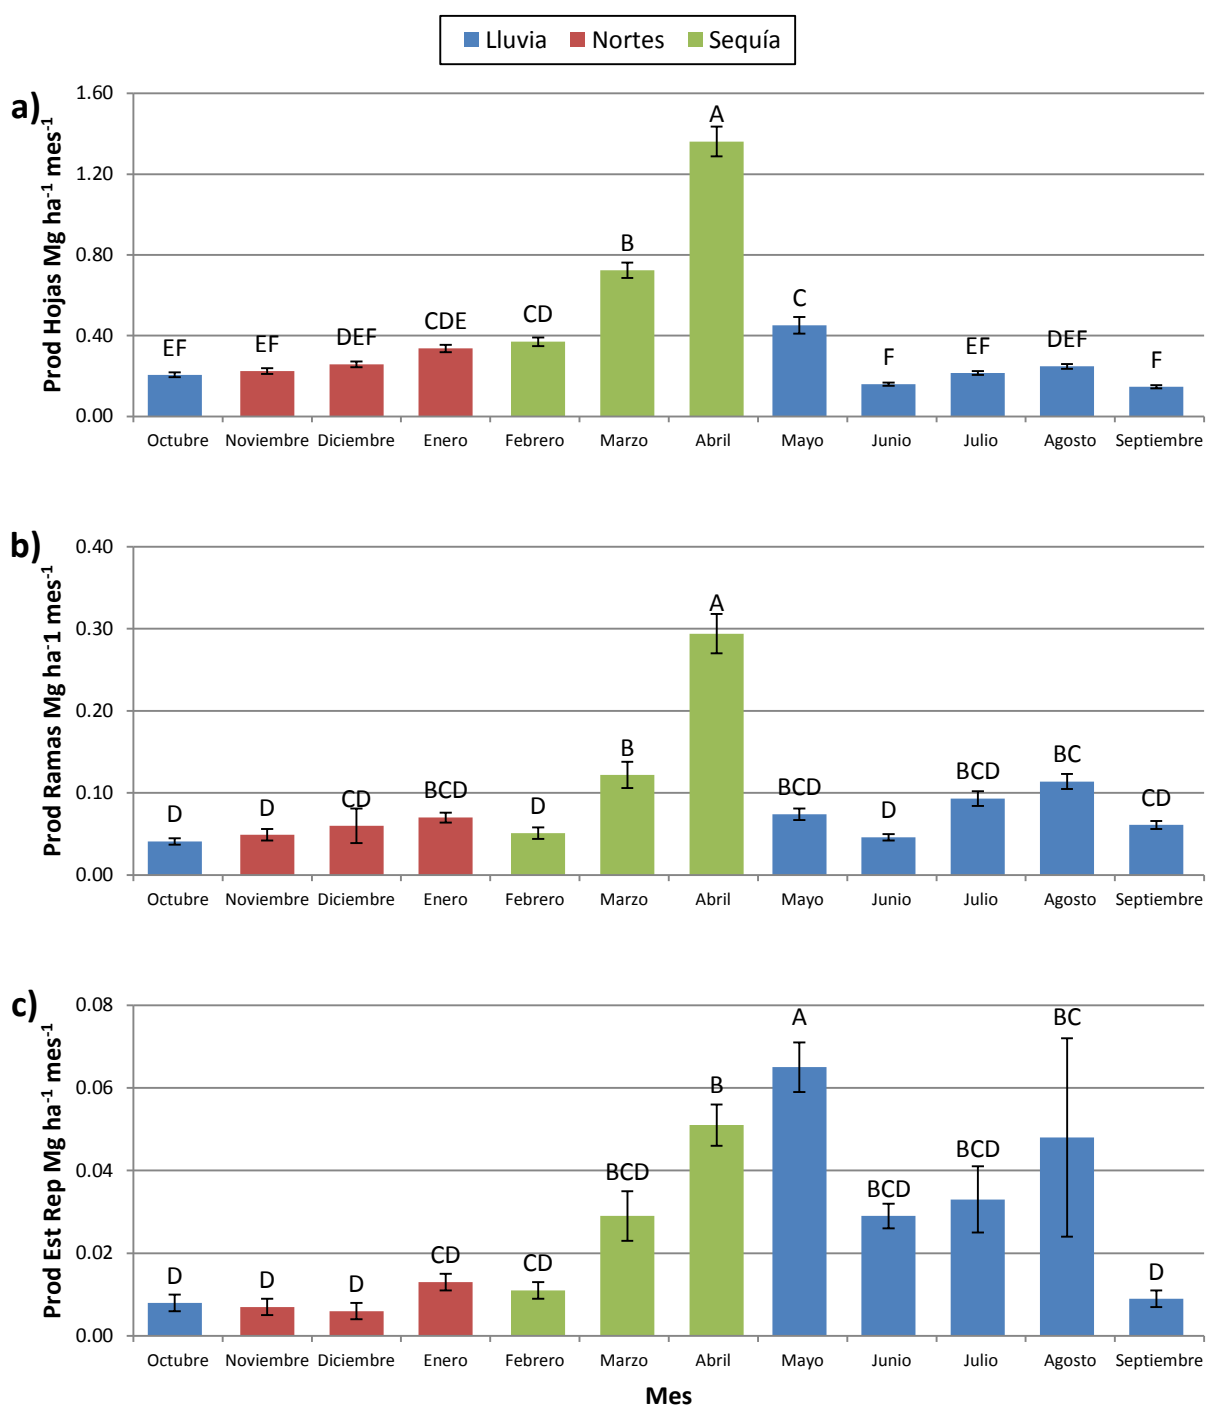 Lluvia Nortes Sequía
a)
Prod Hojas Mg ha⁻¹ mes⁻¹
1.60
1.20
0.80
0.40
0.00
EF EF DEF CDE CD B A C F EF DEF F
Octubre Noviembre Diciembre Enero Febrero Marzo Abril Mayo Junio Julio Agosto Septiembre
b)
Prod Ramas Mg ha-1 mes⁻¹
0.40
0.30
0.20
0.10
0.00
D D CD BCD D B A BCD D BCD BC CD
Octubre Noviembre Diciembre Enero Febrero Marzo Abril Mayo Junio Julio Agosto Septiembre
c)
Prod Est Rep Mg ha⁻¹ mes⁻¹
0.08
0.06
0.04
0.02
0.00
D D D CD CD BCD B A BCD BCD BC D
Octubre Noviembre Diciembre Enero Febrero Marzo Abril Mayo Junio Julio Agosto Septiembre
Mes